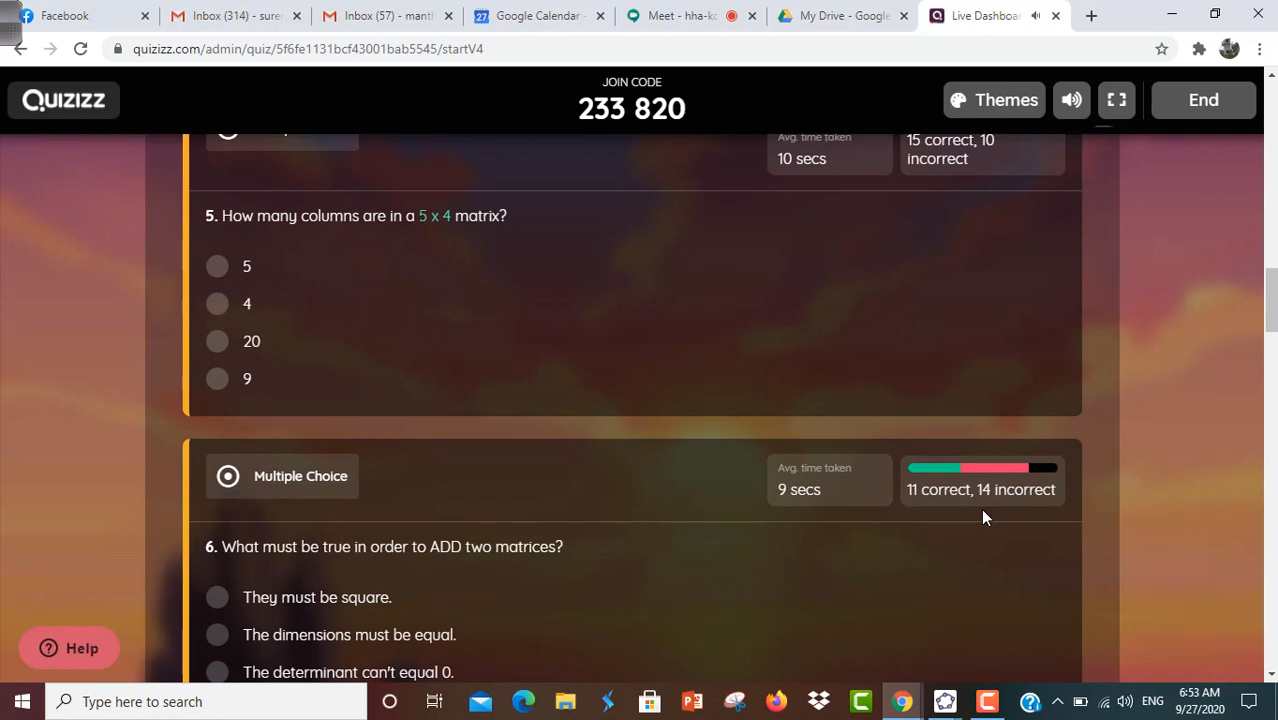 Facebook
Inbox (314) - suren
Inbox (57) - manth
27
Google Calendar -
Meet - hha-kc
My Drive - Google
Live Dashboar
quizizz.com/admin/quiz/5f6fe1131bcf43001bab5545/startV4
QUIZIZZ
JOIN CODE
233 820
Themes
End
Avg. time taken
10 secs
15 correct, 10
incorrect
5. How many columns are in a 5 x 4 matrix?
5
4
20
9
Multiple Choice
Avg. time taken
9 secs
11 correct, 14 incorrect
6. What must be true in order to ADD two matrices?
They must be square.
The dimensions must be equal.
The determinant can't equal 0.
Help
Type here to search
ENG
6:53 AM
9/27/2020